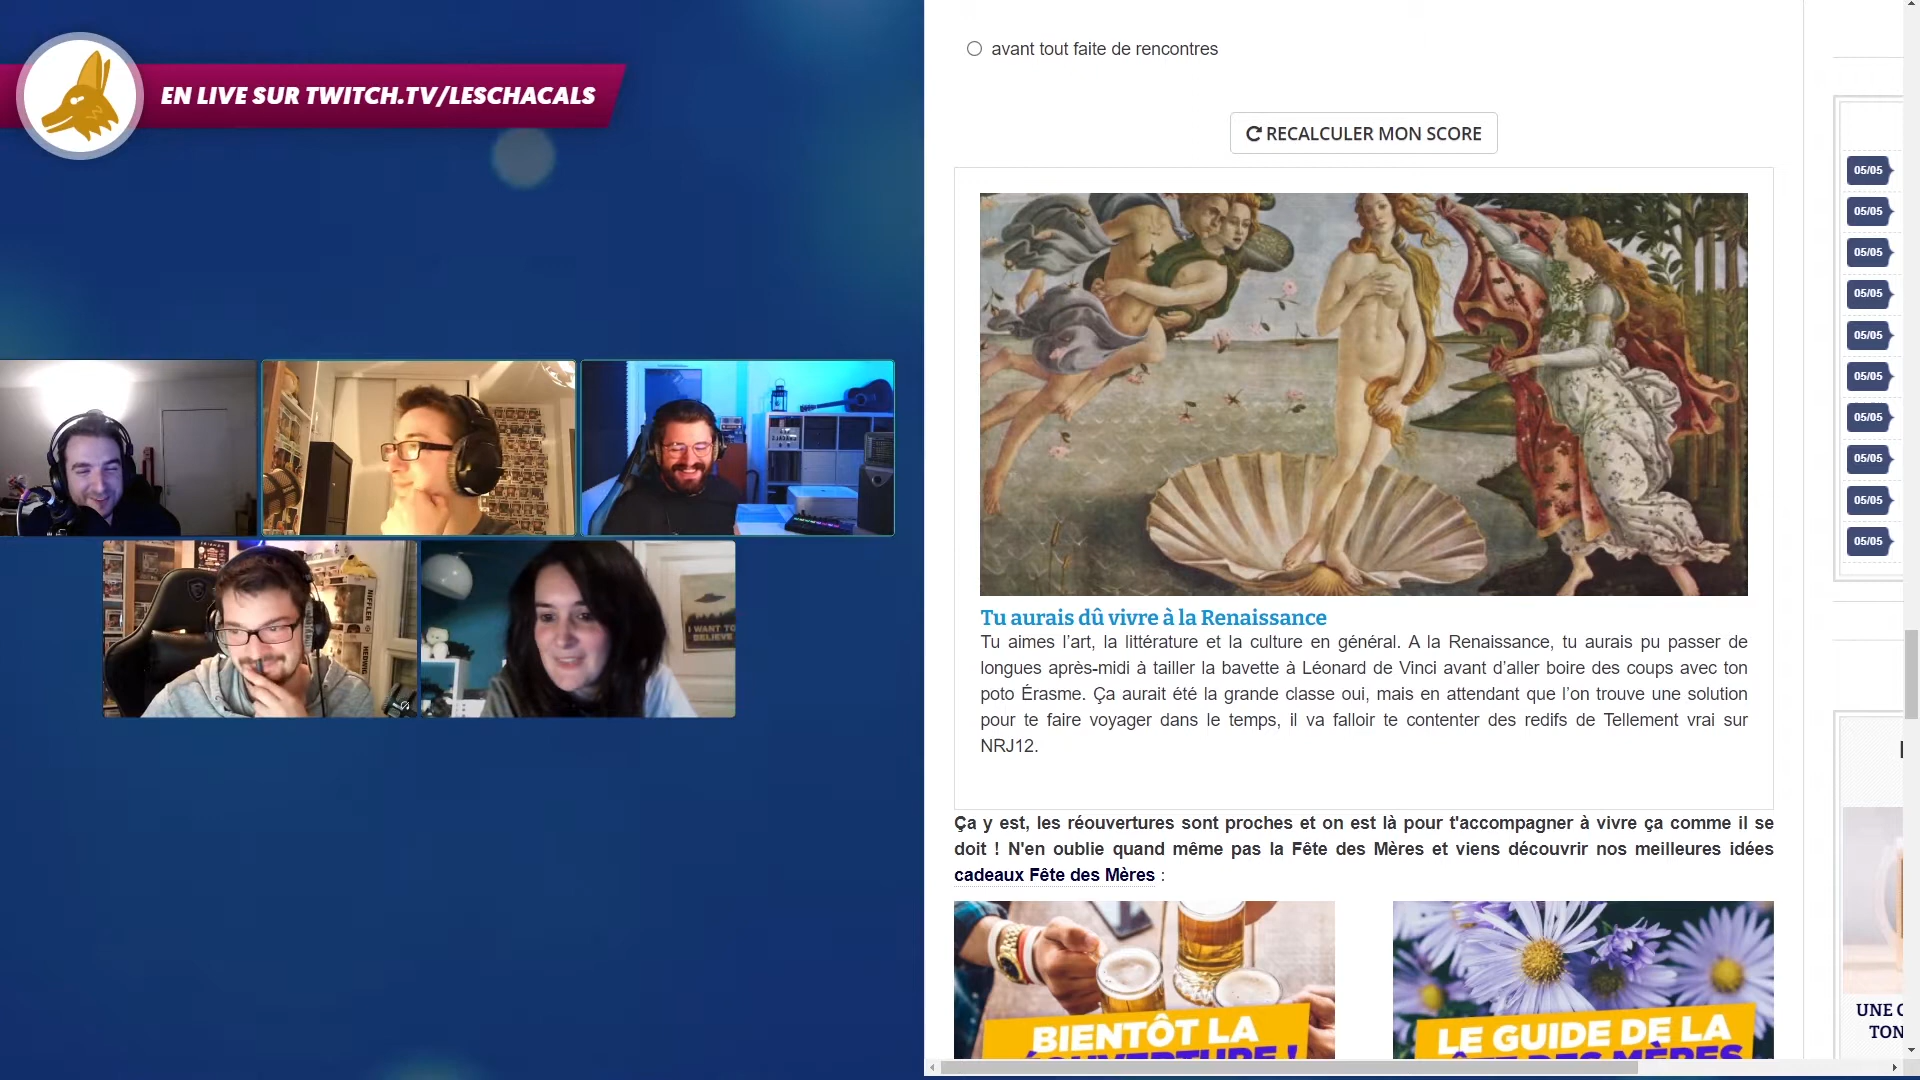 EN LIVE SUR TWITCH.TV/LESCHACALS
I WANT TO
BELIEVE
NIFFLER
HEDWIG
avant tout faite de rencontres
RECALCULER MON SCORE
Tu aurais dû vivre à la Renaissance
Tu aimes l’art, la littérature et la culture en général. A la Renaissance, tu aurais pu passer de
longues après-midi à tailler la bavette à Léonard de Vinci avant d’aller boire des coups avec ton
poto Érasme. Ça aurait été la grande classe oui, mais en attendant que l’on trouve une solution
pour te faire voyager dans le temps, il va falloir te contenter des redifs de Tellement vrai sur
NRJ12.
Ça y est, les réouvertures sont proches et on est là pour t'accompagner à vivre ça comme il se
doit ! N'en oublie quand même pas la Fête des Mères et viens découvrir nos meilleures idées
cadeaux Fête des Mères :
BIENTÔT LA
LE GUIDE DE LA
DES MÈRES
05/05
05/05
05/05
05/05
05/05
05/05
05/05
05/05
05/05
05/05
UNE
TON